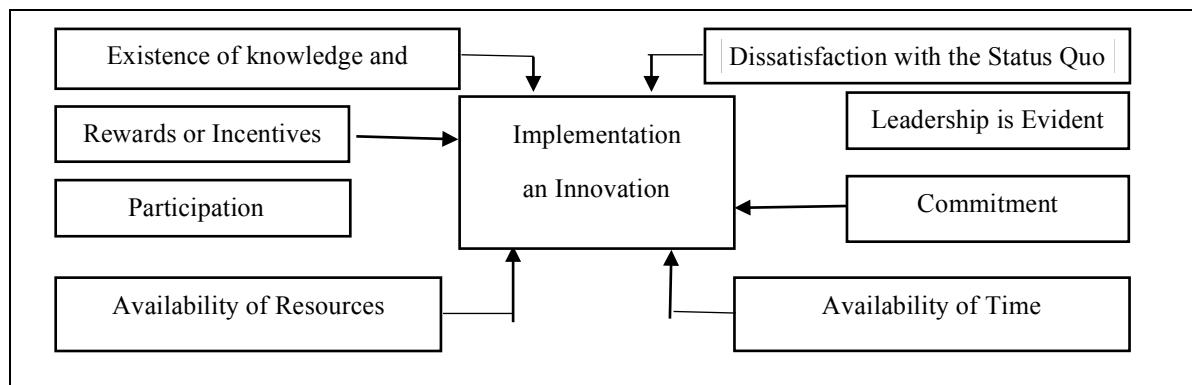 Existence of knowledge and
Dissatisfaction with the Status Quo
Rewards or Incentives
Implementation
an Innovation
Leadership is Evident
Participation
Commitment
Availability of Resources
Availability of Time